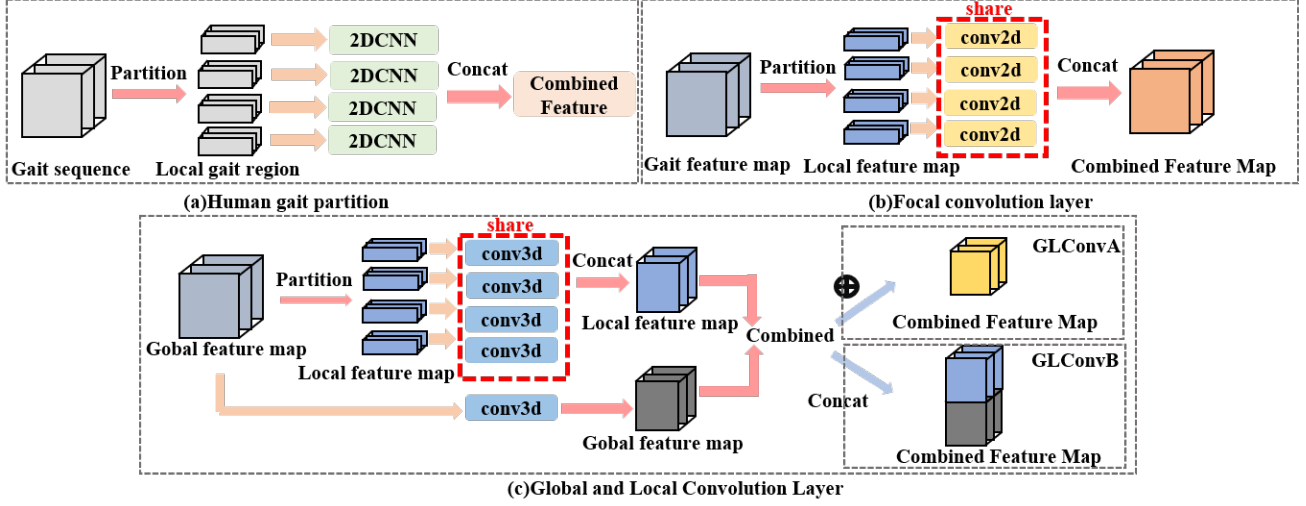 Gait sequence
Partition
Local gait region
2DCNN
2DCNN
2DCNN
2DCNN
Concat
Combined
Feature
(a)Human gait partition
Gait feature map
Partition
Local feature map
share
conv2d
conv2d
conv2d
conv2d
Concat
Combined Feature Map
(b)Focal convolution layer
Gobal feature map
Partition
Local feature map
share
conv3d
conv3d
conv3d
conv3d
conv3d
Concat
Local feature map
Gobal feature map
Combined
GLConvA
Combined Feature Map
Concat
GLConvB
Combined Feature Map
(c)Global and Local Convolution Layer